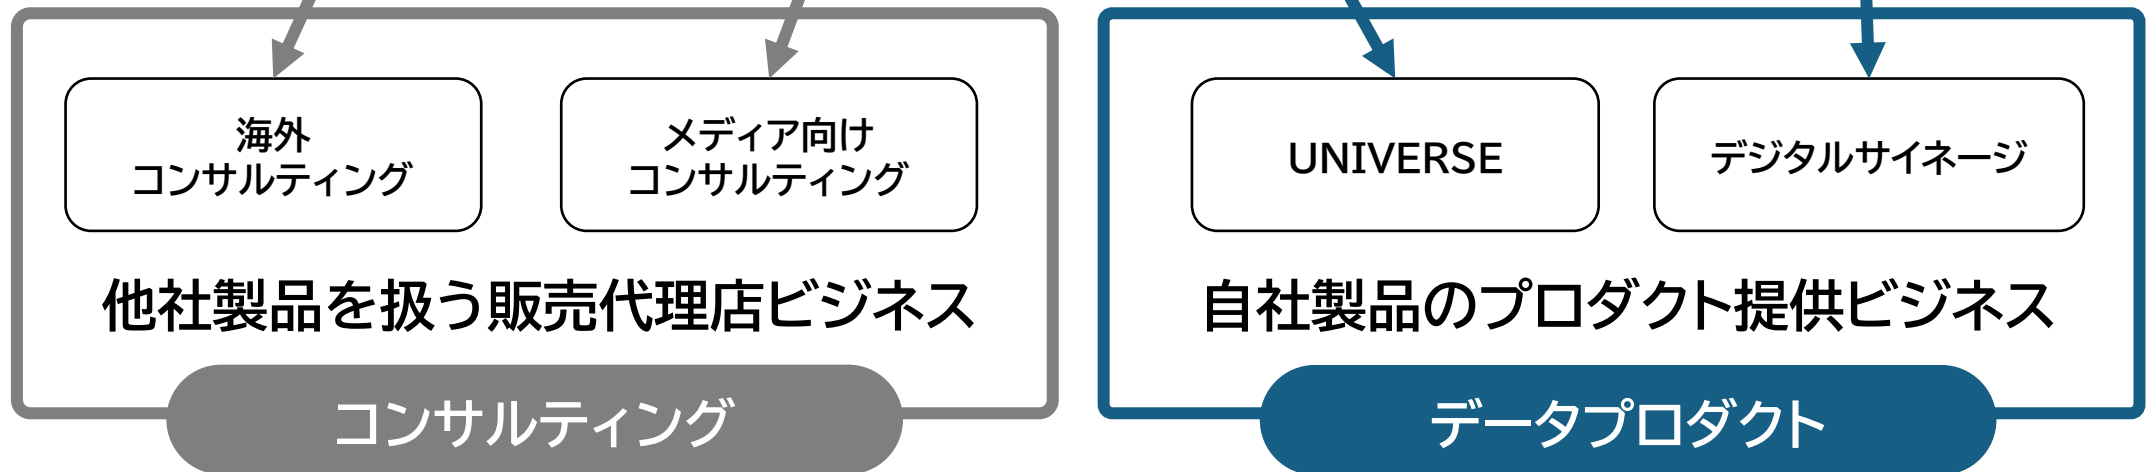 海外
コンサルティング
メディア向け
コンサルティング
他社製品を扱う販売代理店ビジネス
コンサルティング
UNIVERSE
デジタルサイネージ
自社製品のプロダクト提供ビジネス
データプロダクト